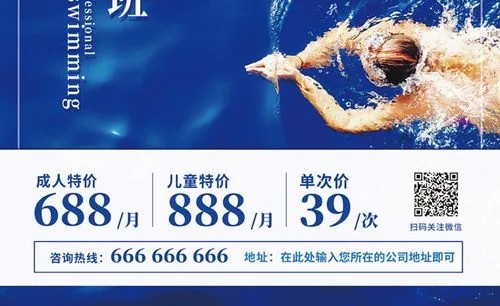 班
fessional
swimming
成人特价
688/月
儿童特价
888/月
单次价
39/次
扫码关注微信
咨询热线：666 666 666 地址：在此处输入您所在的公司地址即可